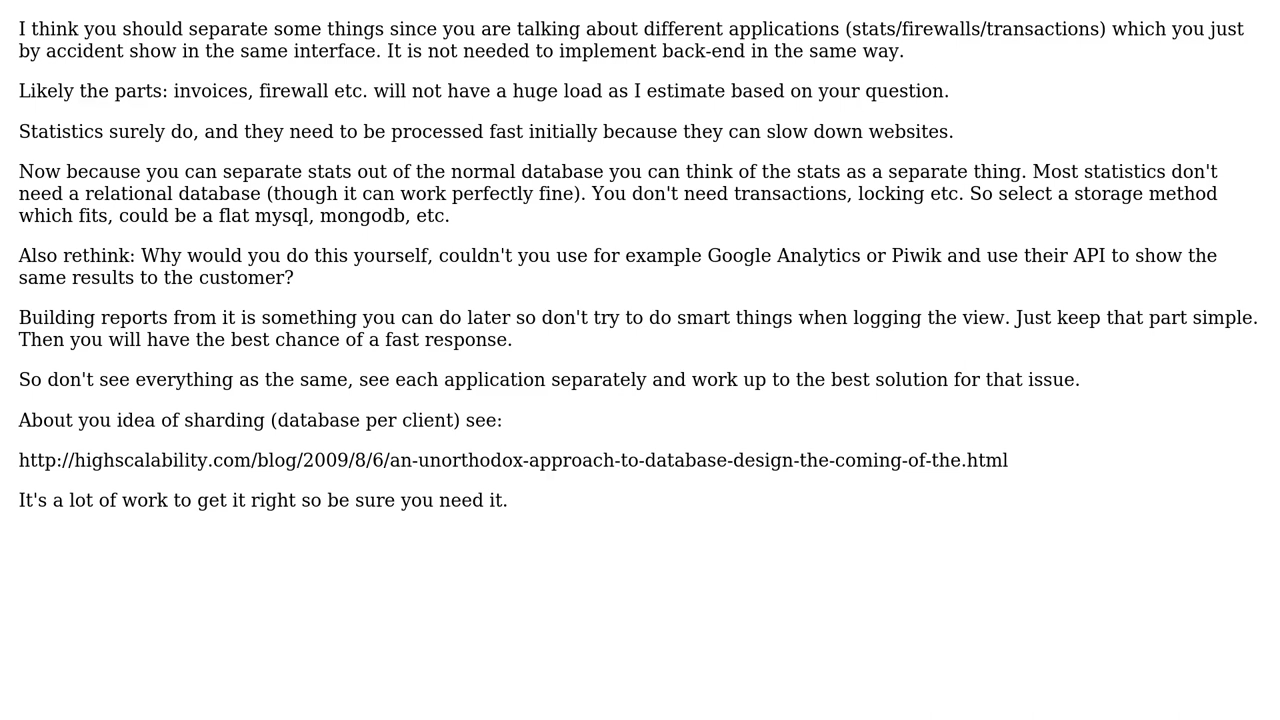 I think you should separate some things since you are talking about different applications (stats/firewalls/transactions) which you just
by accident show in the same interface. It is not needed to implement back-end in the same way.
Likely the parts: invoices, firewall etc. will not have a huge load as I estimate based on your question.
Statistics surely do, and they need to be processed fast initially because they can slow down websites.
Now because you can separate stats out of the normal database you can think of the stats as a separate thing. Most statistics don't
need a relational database (though it can work perfectly fine). You don't need transactions, locking etc. So select a storage method
which fits, could be a flat mysql, mongodb, etc.
Also rethink: Why would you do this yourself, couldn't you use for example Google Analytics or Piwik and use their API to show the
same results to the customer?
Building reports from it is something you can do later so don't try to do smart things when logging the view. Just keep that part simple.
Then you will have the best chance of a fast response.
So don't see everything as the same, see each application separately and work up to the best solution for that issue.
About you idea of sharding (database per client) see:
http://highscalability.com/blog/2009/8/6/an-unorthodox-approach-to-database-design-the-coming-of-the.html
It's a lot of work to get it right so be sure you need it.